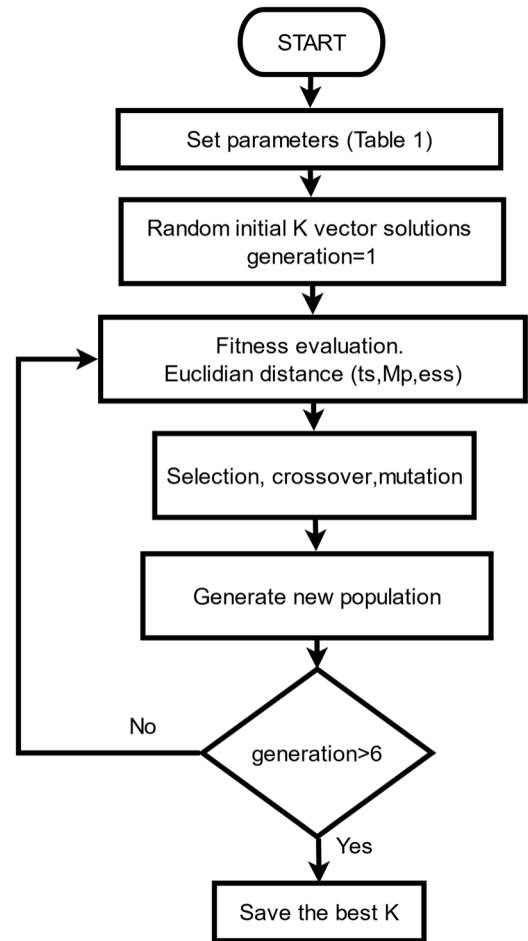 START
Set parameters (Table 1)
Random initial K vector solutions
generation=1
Fitness evaluation.
Euclidian distance (ts,Mp,ess)
Selection, crossover,mutation
Generate new population
No
generation>6
Yes
Save the best K